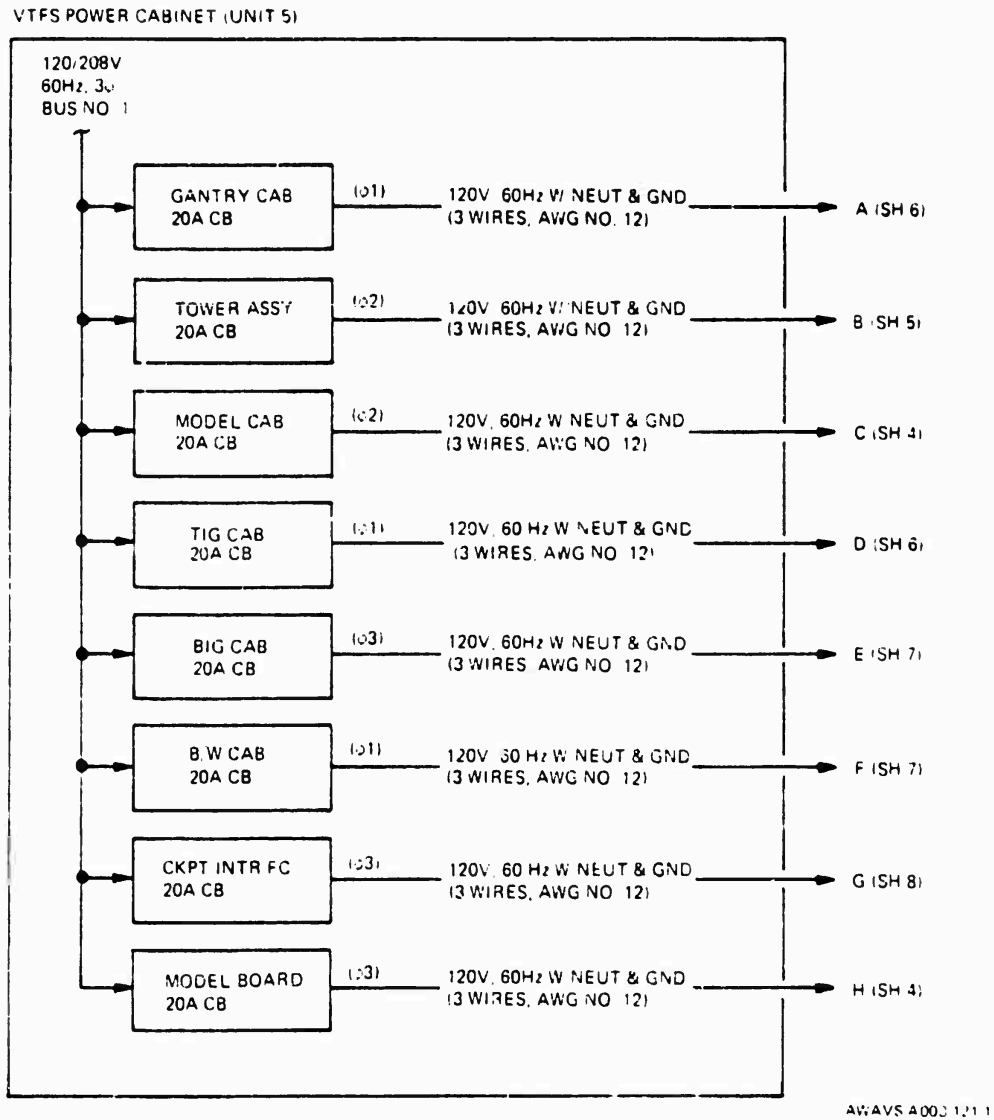 VTFS POWER CABINET (UNIT 5)
120/208V
60Hz, 3φ
BUS NO. 1
GANTRY CAB
20A CB
(φ1)
120V, 60Hz W/ NEUT & GND
(3 WIRES, AWG NO. 12)
A (SH 6)
TOWER ASSY
20A CB
(φ2)
120V, 60Hz W/ NEUT & GND
(3 WIRES, AWG NO. 12)
B (SH 5)
MODEL CAB
20A CB
(φ2)
120V, 60Hz W NEUT & GND
(3 WIRES, AWG NO 12)
C (SH 4)
TIG CAB
20A CB
(φ1)
120V, 60 Hz W NEUT & GND
(3 WIRES, AWG NO. 12)
D (SH 6)
BIG CAB
20A CB
(φ3)
120V, 60Hz W NEUT & GND
(3 WIRES, AWG NO. 12)
E (SH 7)
B/W CAB
20A CB
(φ1)
120V, 60 Hz W NEUT & GND
(3 WIRES, AWG NO. 12)
F (SH 7)
CKPT INTRFC
20A CB
(φ3)
120V, 60 Hz W NEUT & GND
(3 WIRES, AWG NO 12)
G (SH 8)
MODEL BOARD
20A CB
(φ3)
120V, 60Hz W NEUT & GND
(3 WIRES, AWG NO. 12)
H (SH 4)
AWAVS